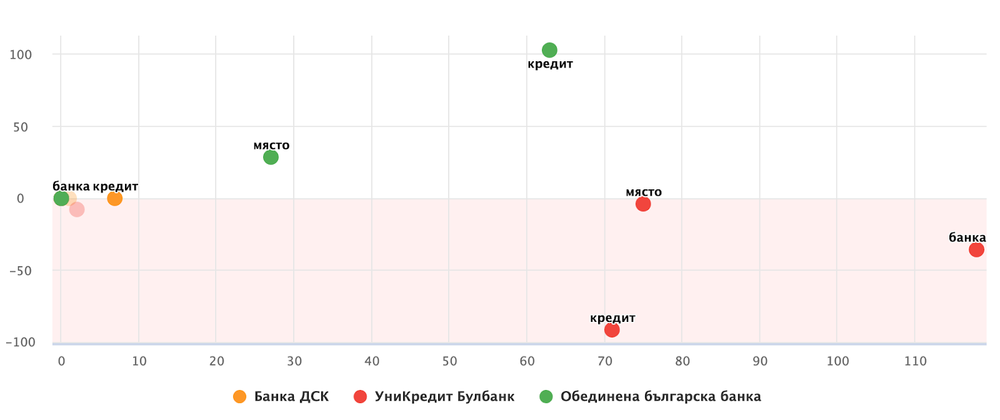 100
кредит
50
място
банка кредит
0
място
банка
–50
кредит
–100
0 10 20 30 40 50 60 70 80 90 100 110
Банка ДСК УниКредит Булбанк Обединена българска банка